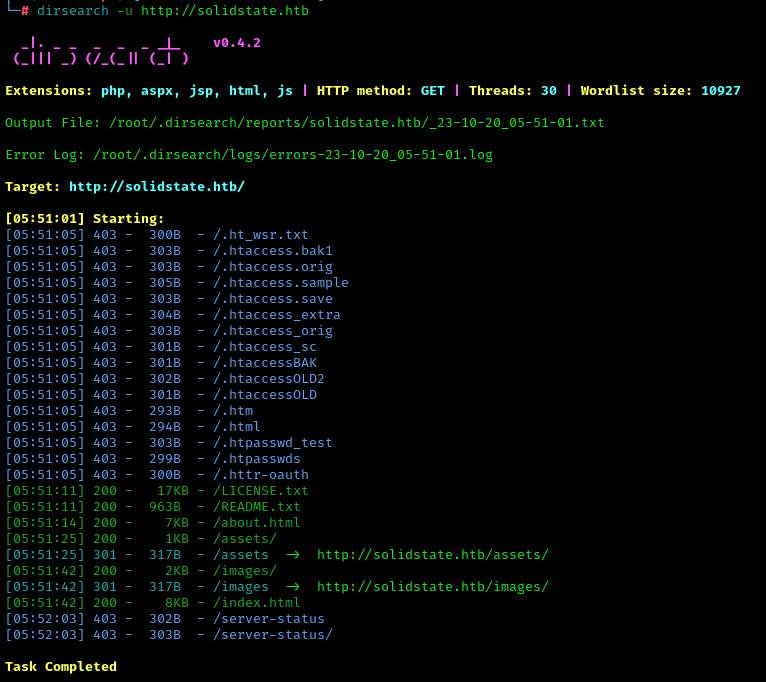 └─# dirsearch -u http://solidstate.htb
_|. _ _  _  _  _ _|_    v0.4.2
(_||| _) (/_(_|| (_| )
Extensions: php, aspx, jsp, html, js | HTTP method: GET | Threads: 30 | Wordlist size: 10927
Output File: /root/.dirsearch/reports/solidstate.htb/_23-10-20_05-51-01.txt
Error Log: /root/.dirsearch/logs/errors-23-10-20_05-51-01.log
Target: http://solidstate.htb/
[05:51:01] Starting:
[05:51:05] 403 -  300B  - /.ht_wsr.txt
[05:51:05] 403 -  303B  - /.htaccess.bak1
[05:51:05] 403 -  303B  - /.htaccess.orig
[05:51:05] 403 -  305B  - /.htaccess.sample
[05:51:05] 403 -  303B  - /.htaccess.save
[05:51:05] 403 -  304B  - /.htaccess_extra
[05:51:05] 403 -  303B  - /.htaccess_orig
[05:51:05] 403 -  301B  - /.htaccess_sc
[05:51:05] 403 -  301B  - /.htaccessBAK
[05:51:05] 403 -  302B  - /.htaccessOLD2
[05:51:05] 403 -  301B  - /.htaccessOLD
[05:51:05] 403 -  293B  - /.htm
[05:51:05] 403 -  294B  - /.html
[05:51:05] 403 -  303B  - /.htpasswd_test
[05:51:05] 403 -  299B  - /.htpasswds
[05:51:05] 403 -  300B  - /.httr-oauth
[05:51:11] 200 -   17KB - /LICENSE.txt
[05:51:11] 200 -  963B  - /README.txt
[05:51:14] 200 -    7KB - /about.html
[05:51:25] 200 -    1KB - /assets/
[05:51:25] 301 -  317B  - /assets  ->  http://solidstate.htb/assets/
[05:51:42] 200 -    2KB - /images/
[05:51:42] 301 -  317B  - /images  ->  http://solidstate.htb/images/
[05:51:42] 200 -    8KB - /index.html
[05:52:03] 403 -  302B  - /server-status
[05:52:03] 403 -  303B  - /server-status/
Task Completed